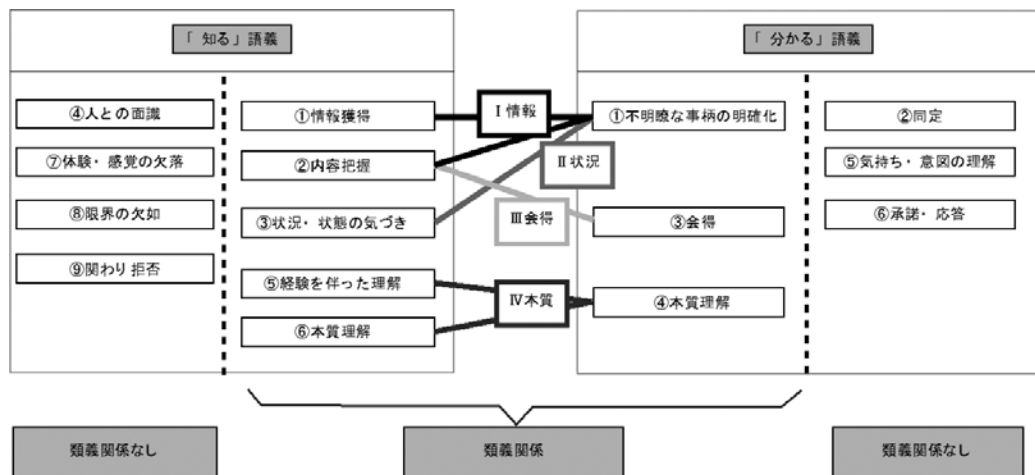 「 知る」語義
「 分かる」語義
④人との面識
⑦体験・ 感覚の欠落
⑧限界の欠如
⑨関わり 拒否
①情報獲得
②内容把握
③状況・ 状態の気づき
⑤経験を伴った理解
⑥本質理解
Ⅰ情報
Ⅱ状況
Ⅲ会得
Ⅳ本質
①不明瞭な事柄の明確化
③会得
④本質理解
②同定
⑤気持ち・ 意図の理解
⑥承諾・ 応答
類義関係なし
類義関係
類義関係なし